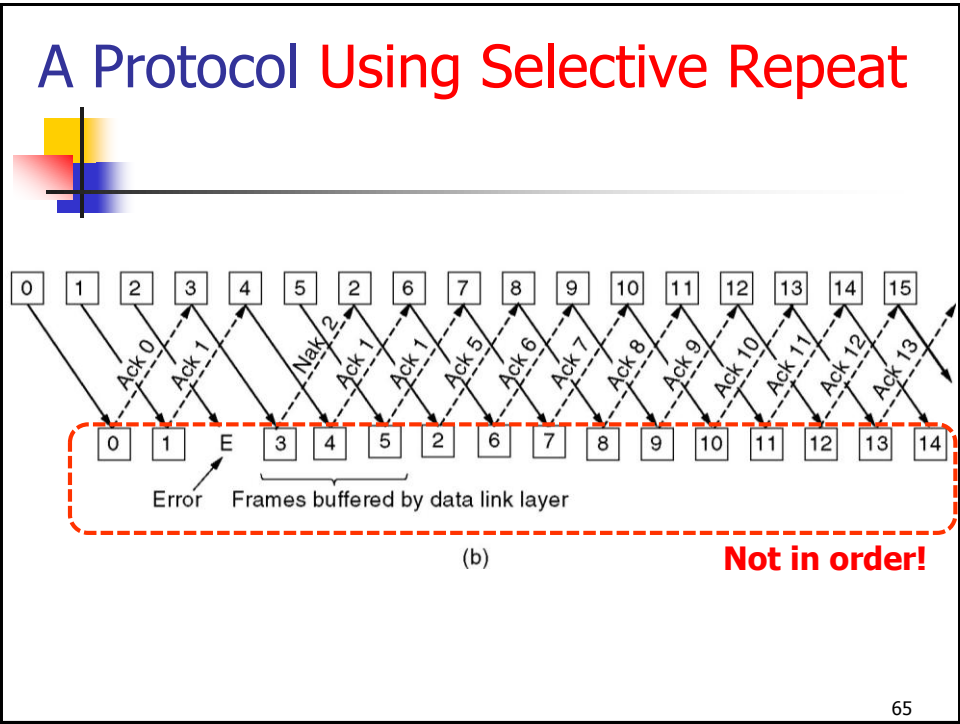 A Protocol Using Selective Repeat
0 1 2 3 4 5 2 6 7 8 9 10 11 12 13 14 15
Ack 0 Ack 1 Nak 2 Ack 1 Ack 1 Ack 5 Ack 6 Ack 7 Ack 8 Ack 9 Ack 10 Ack 11 Ack 12 Ack 13
0 1 E 3 4 5 2 6 7 8 9 10 11 12 13 14
Error Frames buffered by data link layer
(b) Not in order!
65